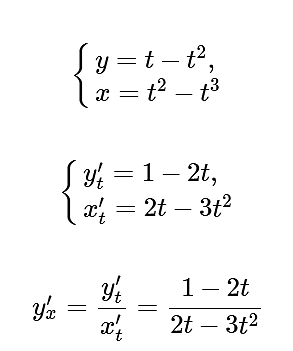 { y = t − t²,
x = t² − t³
{ y′ₜ = 1 − 2t,
x′ₜ = 2t − 3t²
y′ₓ = y′ₜ / x′ₜ = (1 − 2t) / (2t − 3t²)